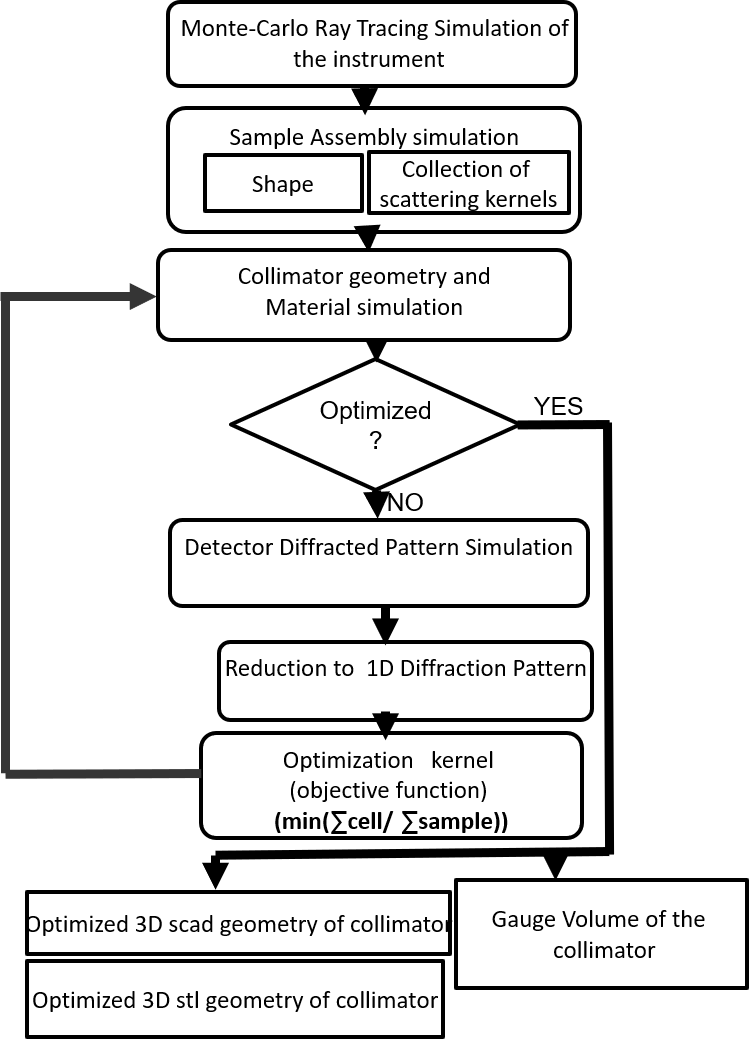 Monte-Carlo Ray Tracing Simulation of
the instrument
Sample Assembly simulation
Shape
Collection of
scattering kernels
Collimator geometry and
Material simulation
Optimized
?
YES
NO
Detector Diffracted Pattern Simulation
Reduction to 1D Diffraction Pattern
Optimization kernel
(objective function)
(min(∑cell/ ∑sample))
Optimized 3D scad geometry of collimator
Gauge Volume of the
collimator
Optimized 3D stl geometry of collimator